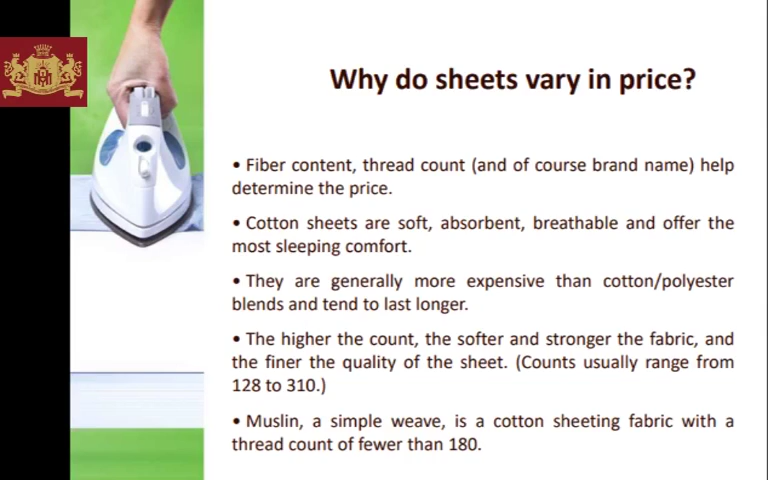 Why do sheets vary in price?
• Fiber content, thread count (and of course brand name) help
determine the price.
• Cotton sheets are soft, absorbent, breathable and offer the
most sleeping comfort.
• They are generally more expensive than cotton/polyester
blends and tend to last longer.
• The higher the count, the softer and stronger the fabric, and
the finer the quality of the sheet. (Counts usually range from
128 to 310.)
• Muslin, a simple weave, is a cotton sheeting fabric with a
thread count of fewer than 180.